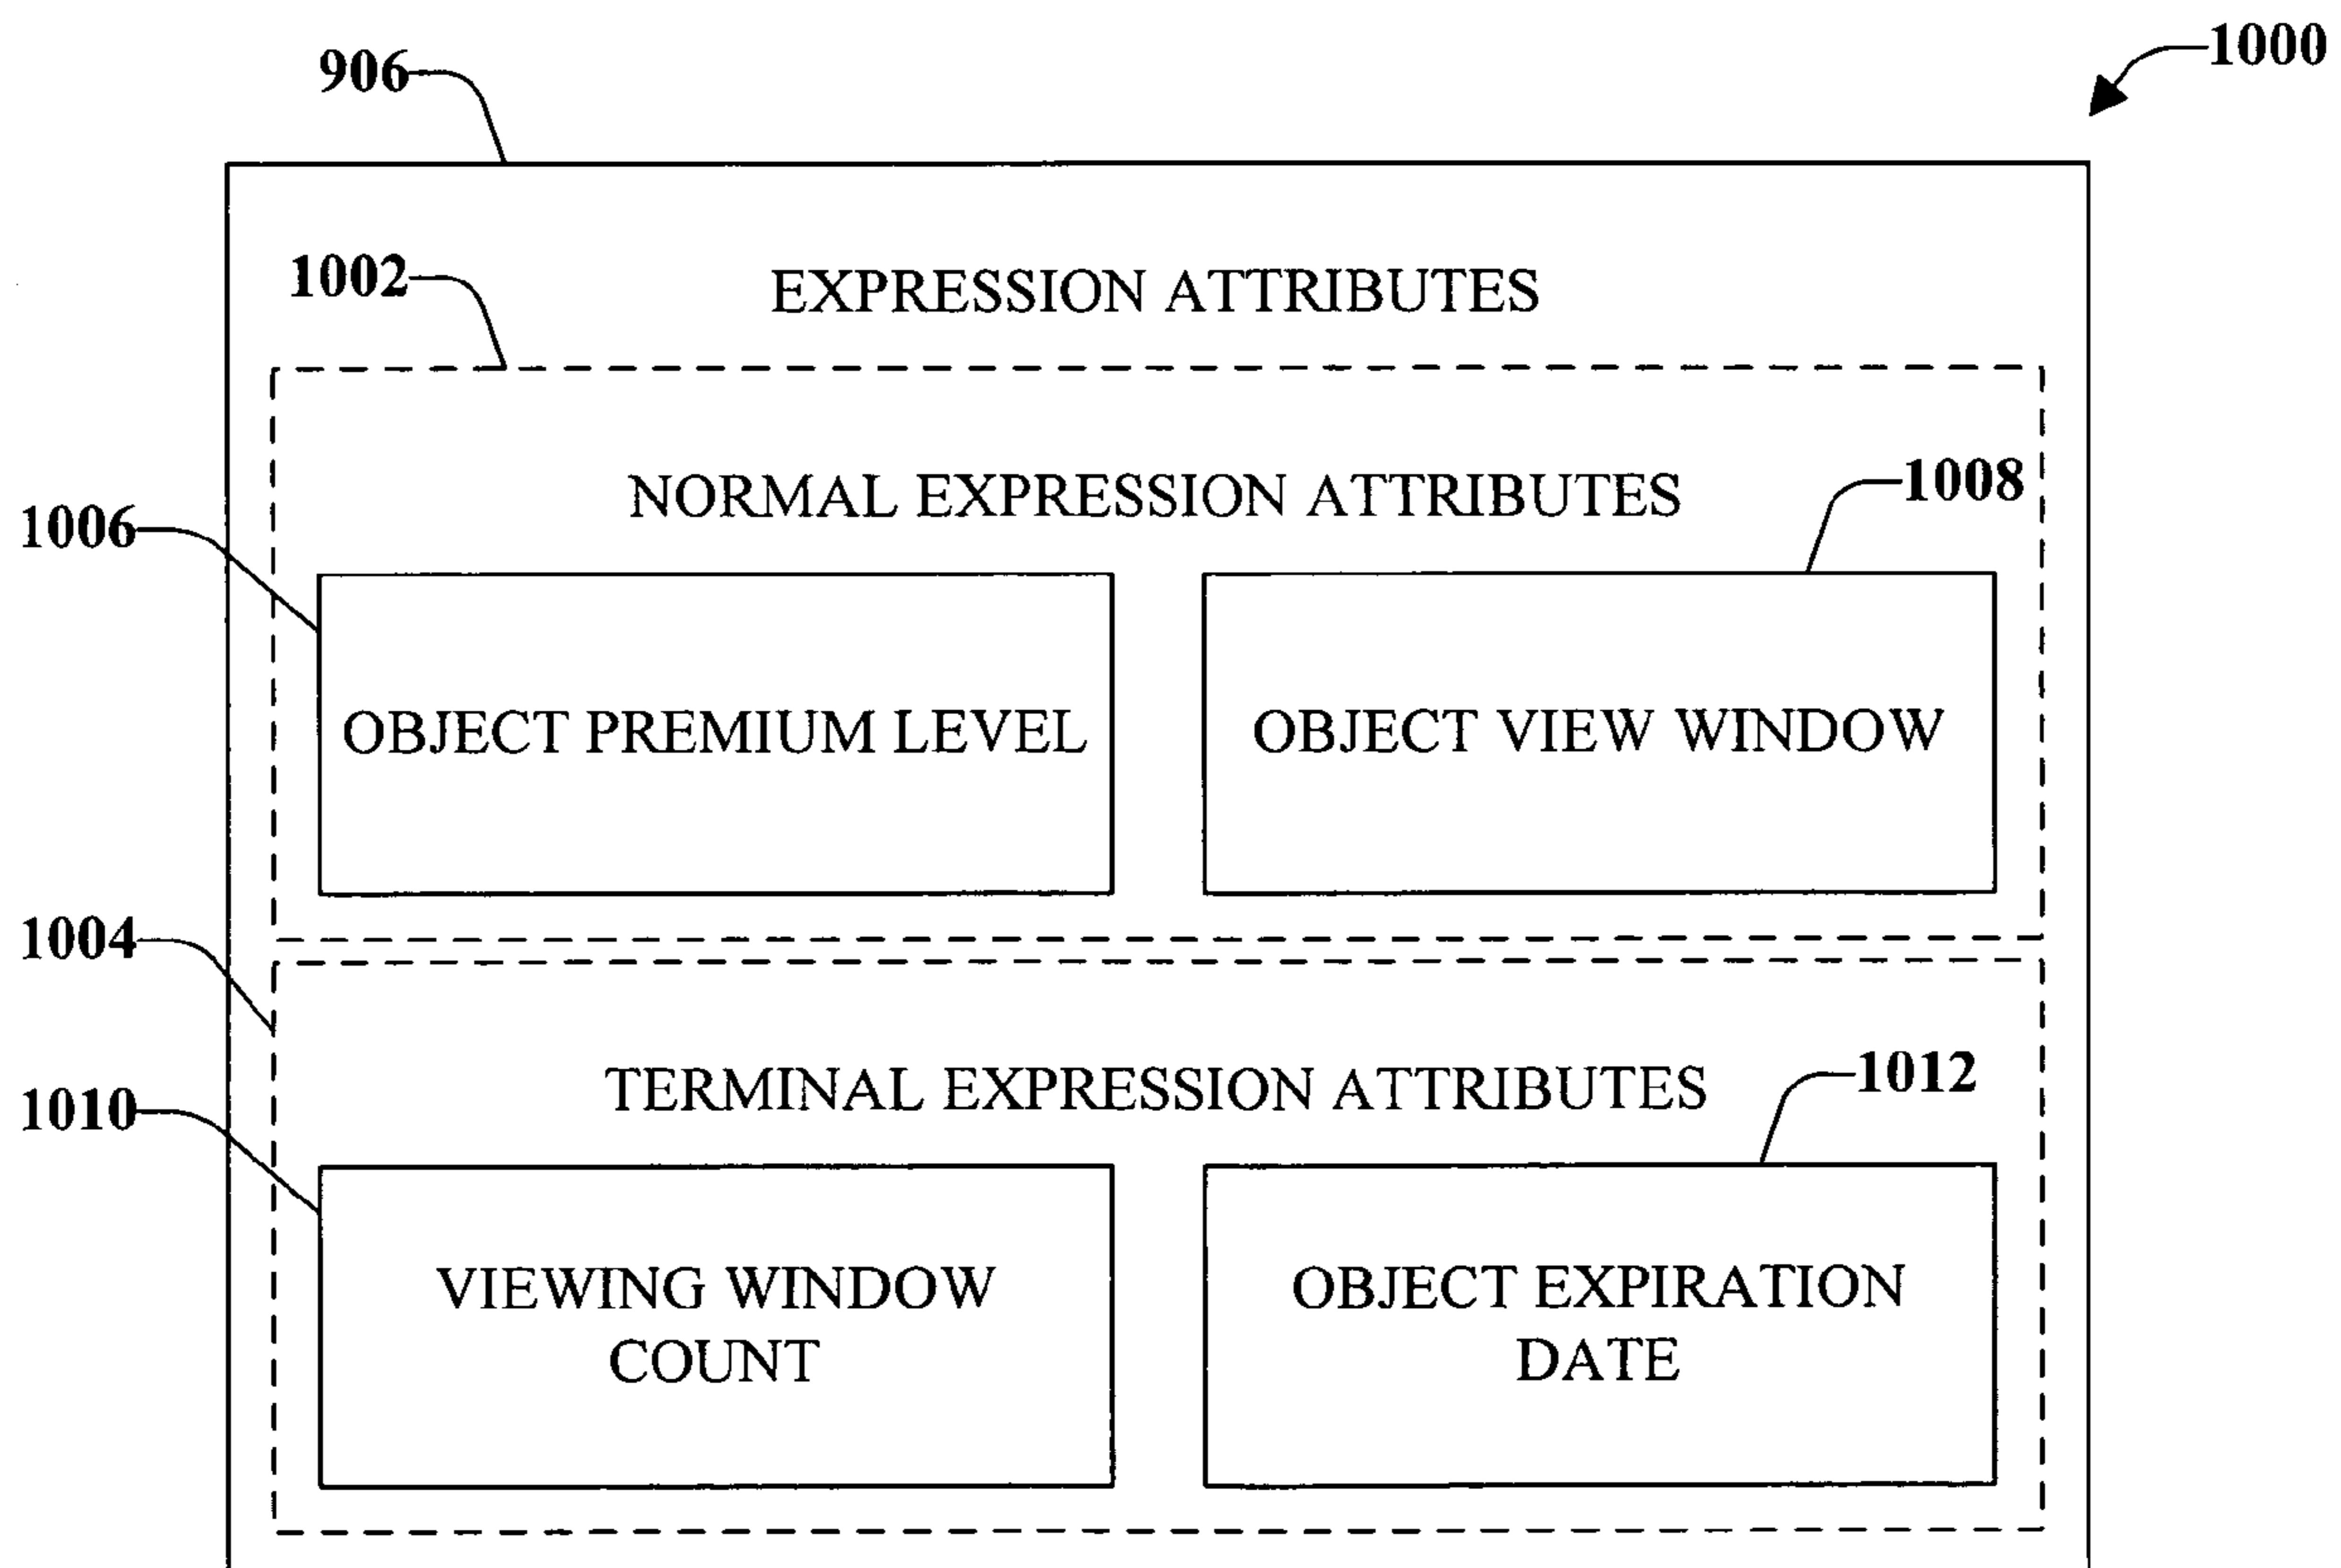 1000
906
1002
EXPRESSION ATTRIBUTES
NORMAL EXPRESSION ATTRIBUTES
1008
1006
OBJECT PREMIUM LEVEL
OBJECT VIEW WINDOW
1004
TERMINAL EXPRESSION ATTRIBUTES
1012
1010
VIEWING WINDOW
COUNT
OBJECT EXPIRATION
DATE